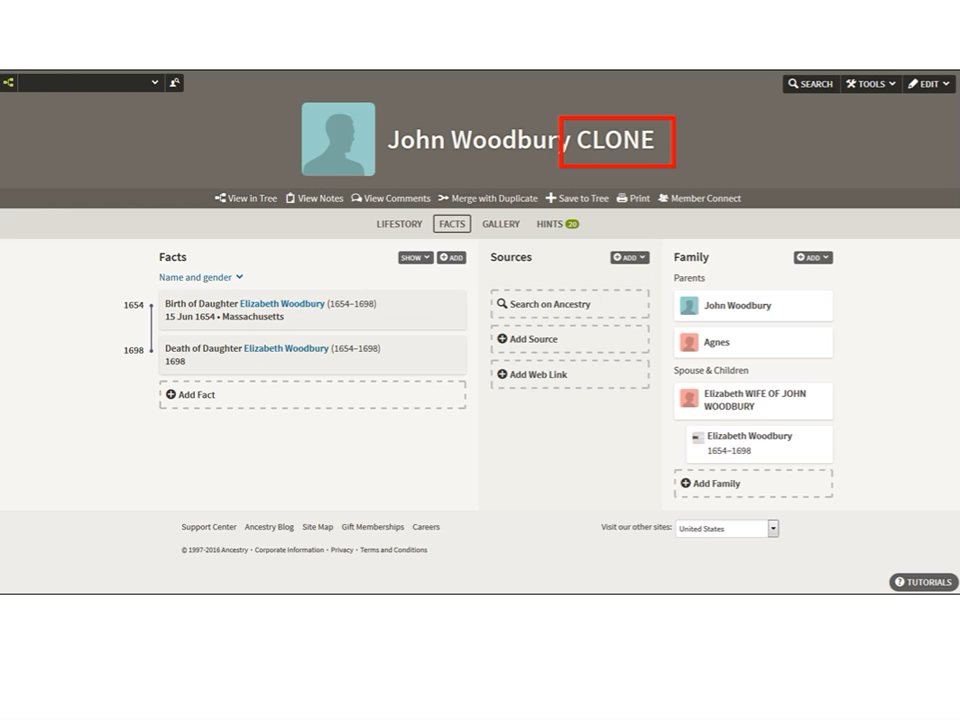 SEARCH TOOLS EDIT
John Woodbury CLONE
View in Tree View Notes View Comments Merge with Duplicate Save to Tree Print Member Connect
LIFESTORY FACTS GALLERY HINTS 20
Facts SHOW ADD
Name and gender
1654
Birth of Daughter Elizabeth Woodbury (1654–1698)
15 Jun 1654 • Massachusetts
1698
Death of Daughter Elizabeth Woodbury (1654–1698)
1698
Add Fact
Sources ADD
Search on Ancestry
Add Source
Add Web Link
Family ADD
Parents
John Woodbury
Agnes
Spouse & Children
Elizabeth WIFE OF JOHN
WOODBURY
Elizabeth Woodbury
1654–1698
Add Family
Support Center Ancestry Blog Site Map Gift Memberships Careers
Visit our other sites: United States
© 1997-2016 Ancestry • Corporate Information • Privacy • Terms and Conditions
TUTORIALS